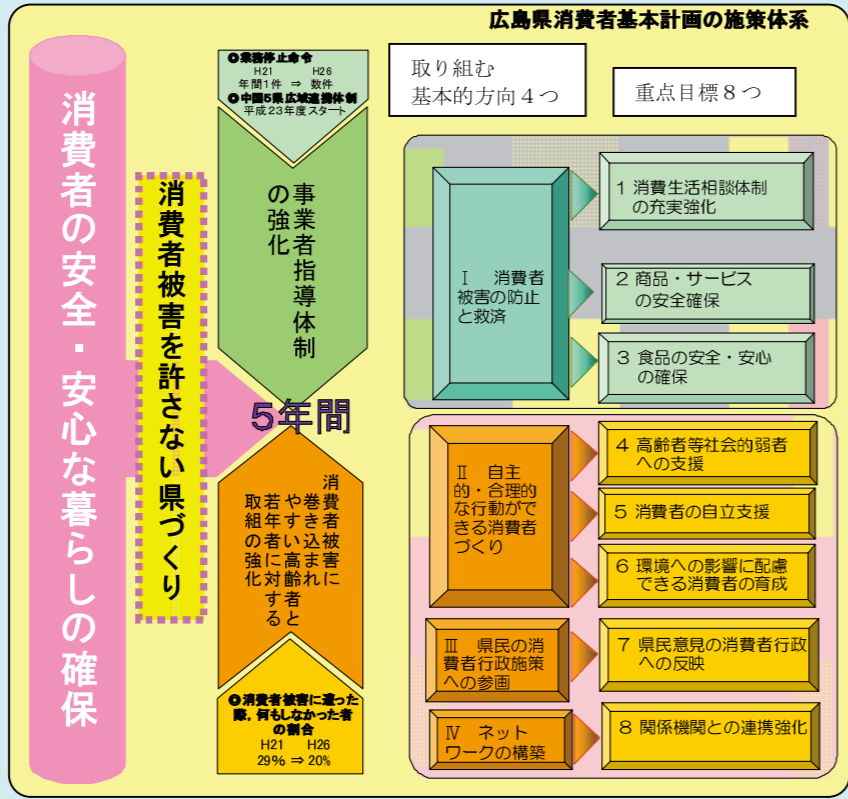 広島県消費者基本計画の施策体系
消費者の安全・安心な暮らしの確保
消費者被害を許さない県づくり
◎業務停止命令
H21 H26
年間1件 ⇒ 数件
◎中国5県広域連携体制
平成23年度スタート
事業者指導体制
の強化
5年間
消費者被害に
巻き込まれ
やすい高齢者と
若年者に対する
取組の強化
◎消費者被害に遭った
際,何もしなかった者
の割合
H21 H26
29% ⇒ 20%
取り組む
基本的方向4つ
重点目標8つ
Ⅰ 消費者
被害の防止
と救済
1 消費生活相談体制
の充実強化
2 商品・サービス
の安全確保
3 食品の安全・安心
の確保
Ⅱ 自主
的・合理的
な行動がで
きる消費者
づくり
4 高齢者等社会的弱者
への支援
5 消費者の自立支援
6 環境への影響に配慮
できる消費者の育成
Ⅲ 県民の消
費者行政施策
への参画
7 県民意見の消費者行政
への反映
Ⅳ ネット
ワークの構築
8 関係機関との連携強化